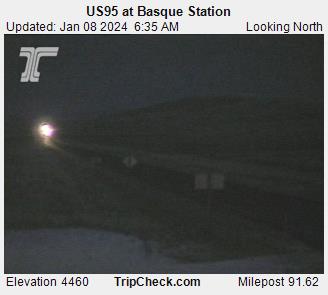 US95 at Basque Station
Updated: Jan 08 2024 6:35 AM Looking North
Elevation 4460 TripCheck.com Milepost 91.62